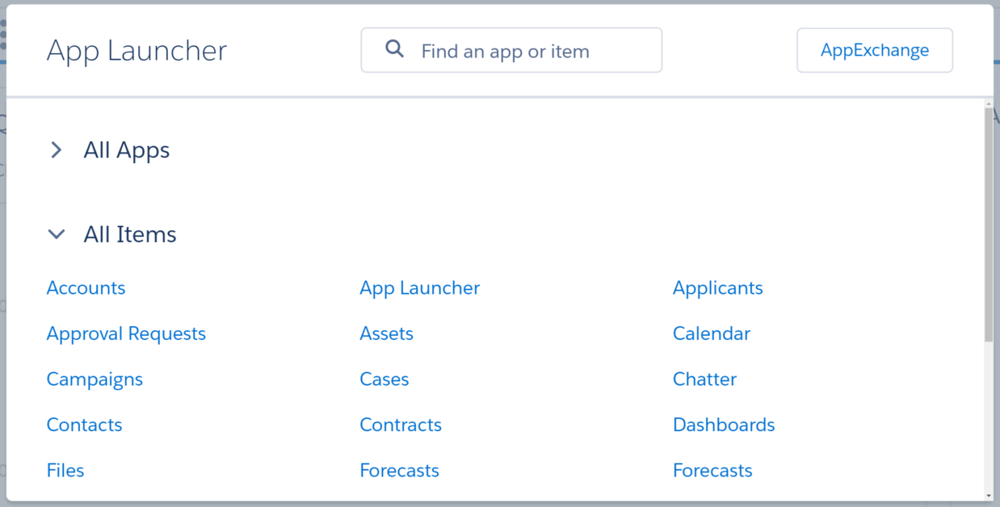 App Launcher
Find an app or item
AppExchange
All Apps
All Items
Accounts App Launcher Applicants
Approval Requests Assets Calendar
Campaigns Cases Chatter
Contacts Contracts Dashboards
Files Forecasts Forecasts